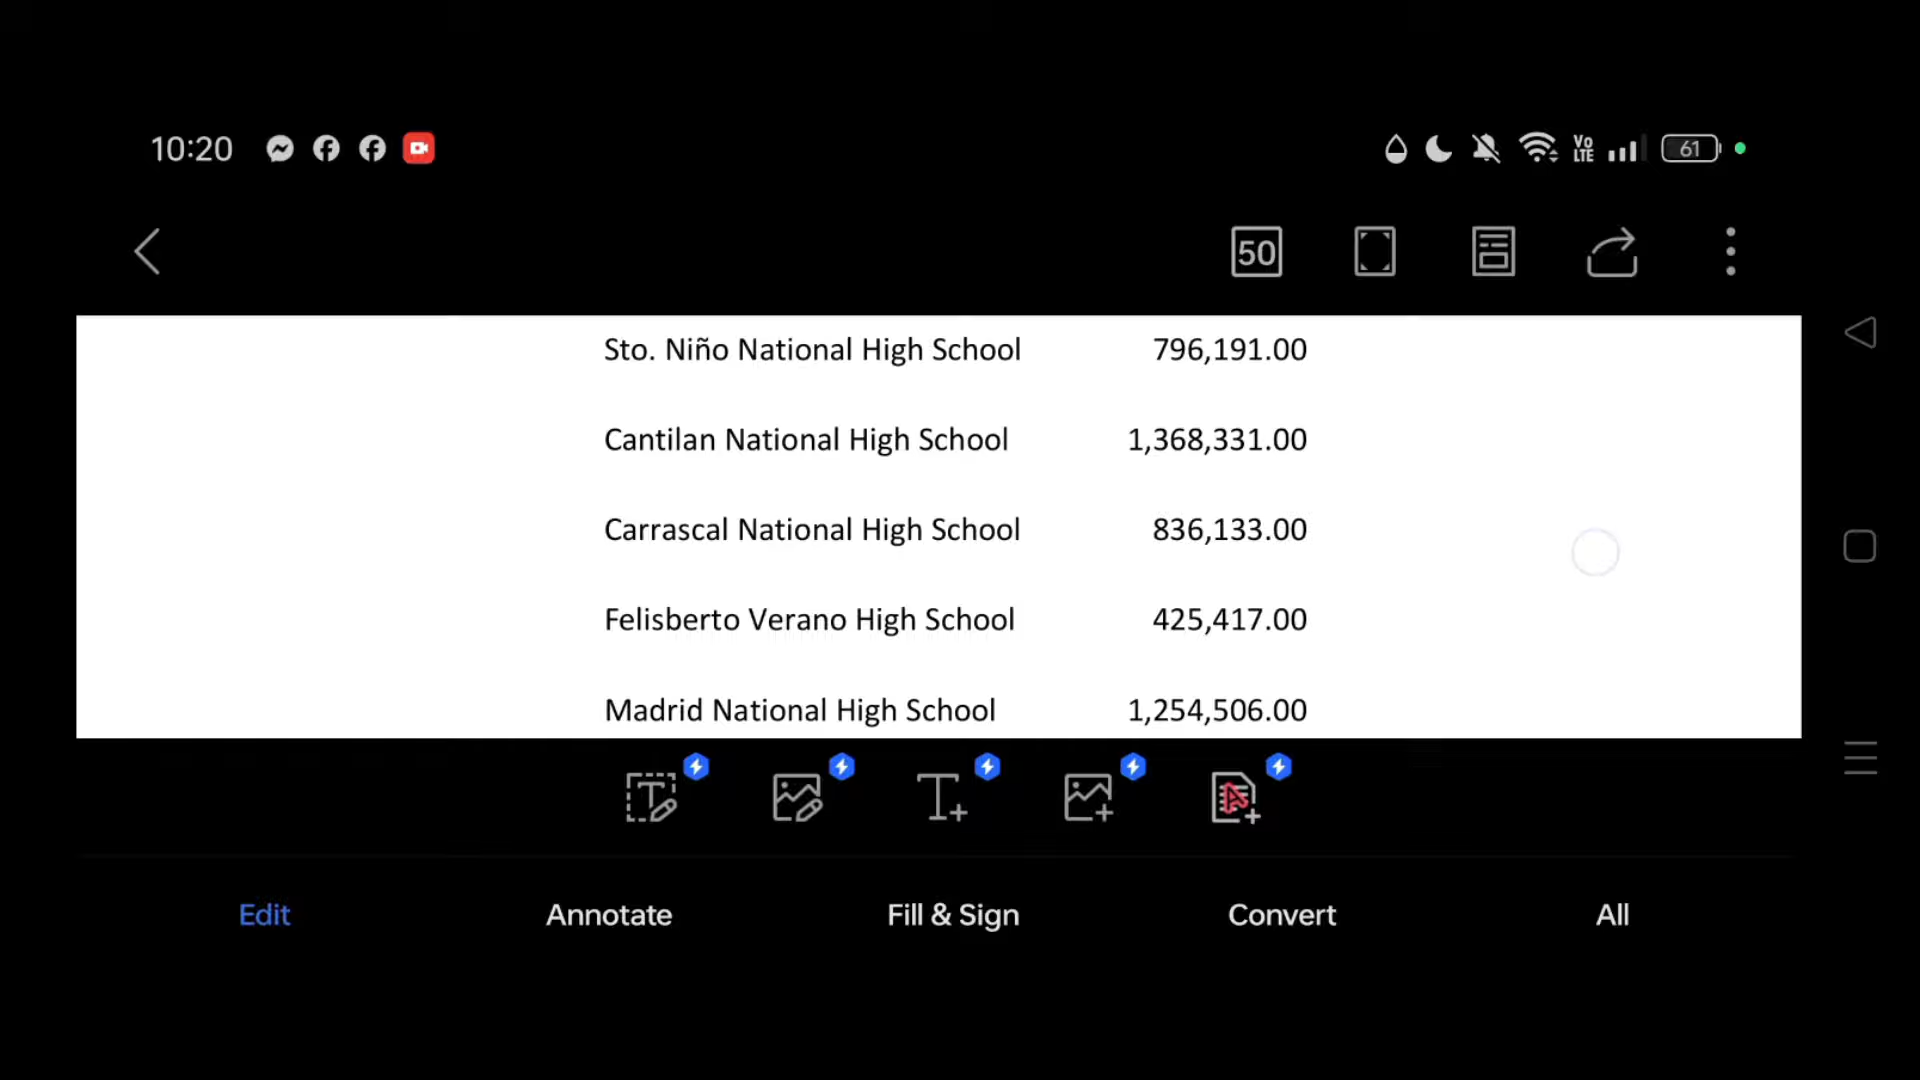 10:20
Vo LTE
61
50
Sto. Niño National High School 796,191.00
Cantilan National High School 1,368,331.00
Carrascal National High School 836,133.00
Felisberto Verano High School 425,417.00
Madrid National High School 1,254,506.00
Edit Annotate Fill & Sign Convert All